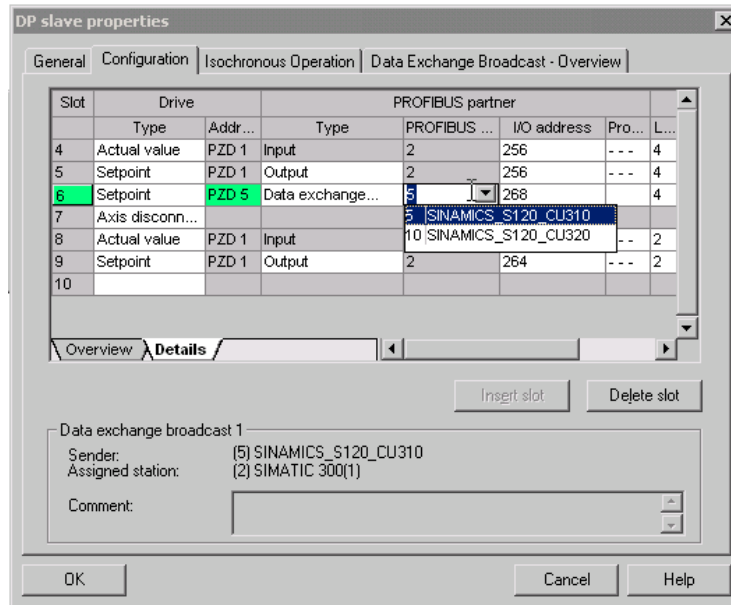 DP slave properties
General Configuration Isochronous Operation Data Exchange Broadcast - Overview
Slot Drive PROFIBUS partner
Type Addr... Type PROFIBUS ... I/O address Pro... L...
4 Actual value PZD 1 Input 2 256 - - - 4
5 Setpoint PZD 1 Output 2 256 - - - 4
6 Setpoint PZD 5 Data exchange... 5 268 4
7 Axis disconn... 5 SINAMICS_S120_CU310
8 Actual value PZD 1 Input 10 SINAMICS_S120_CU320 - - 2
9 Setpoint PZD 1 Output 2 264 - - - 2
10
Overview Details
Insert slot Delete slot
Data exchange broadcast 1
Sender: (5) SINAMICS_S120_CU310
Assigned station: (2) SIMATIC 300(1)
Comment:
OK Cancel Help